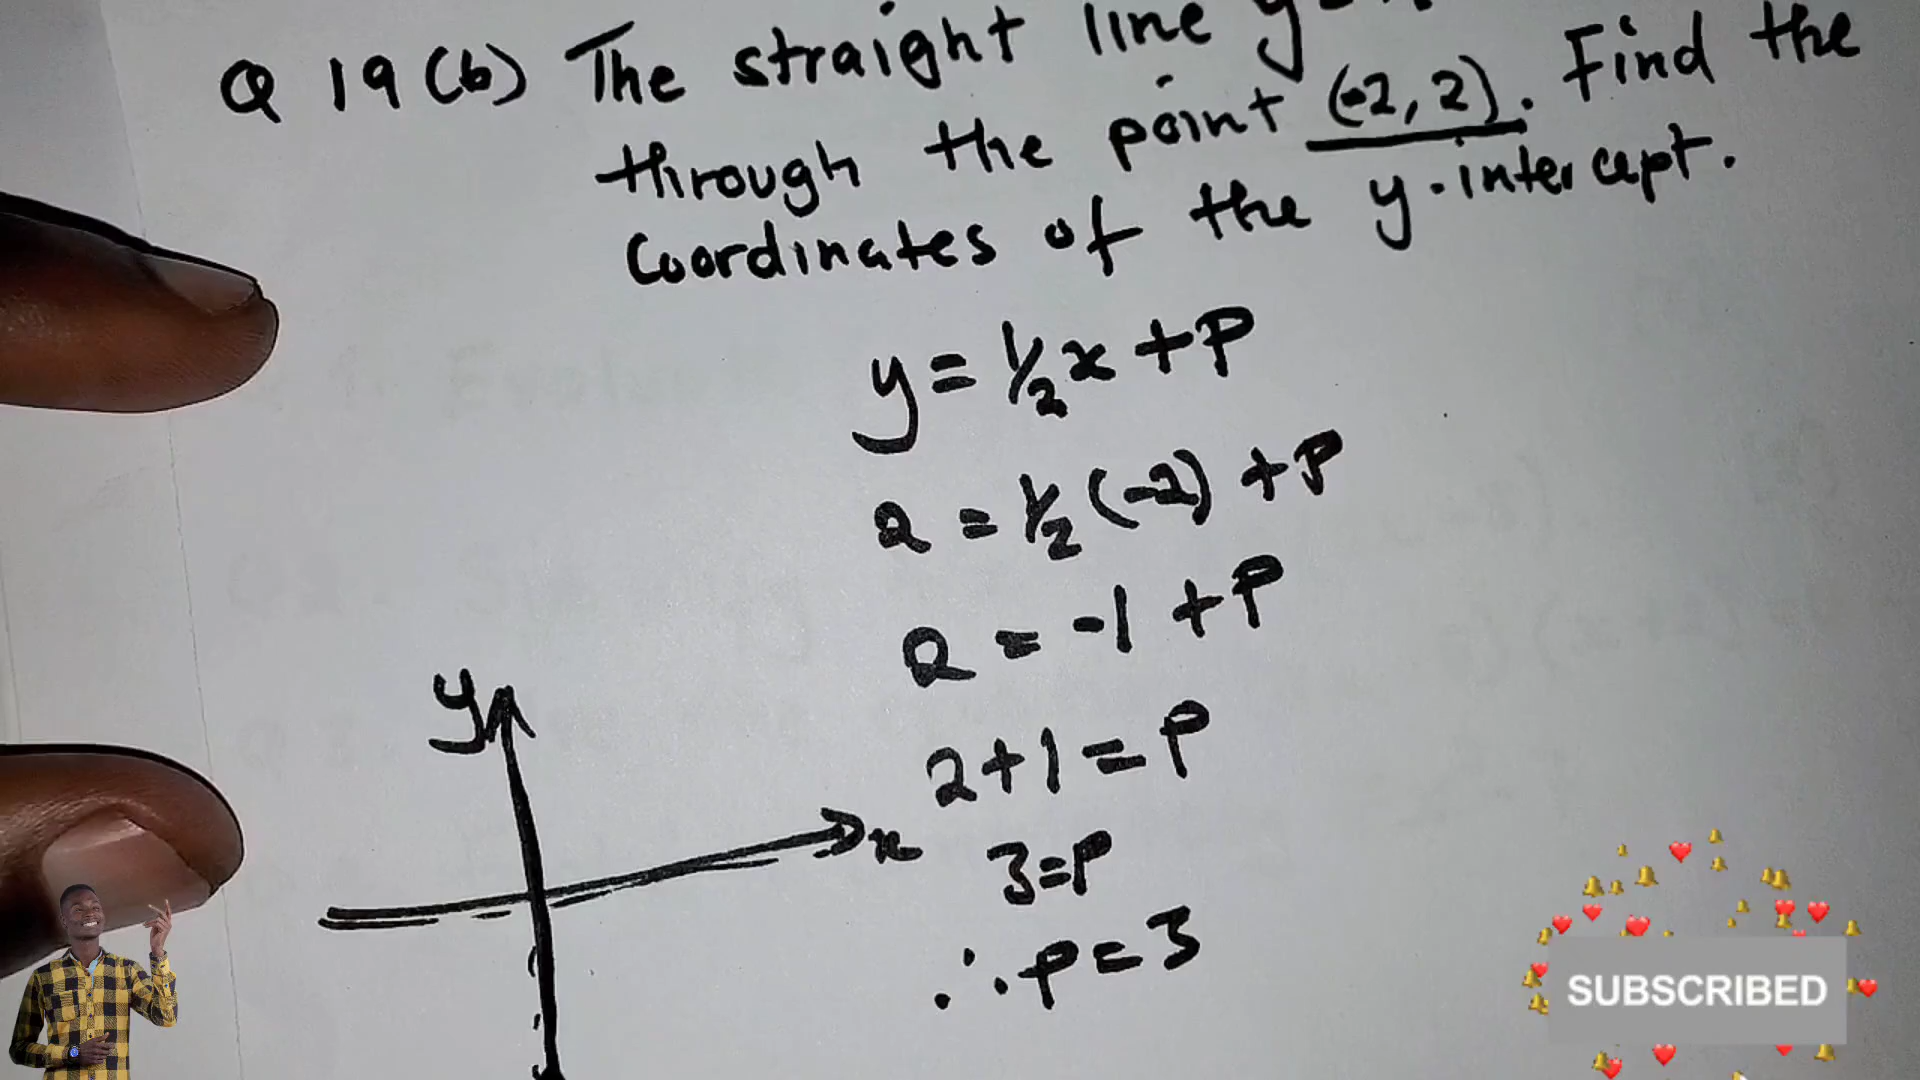 Q 19 (b) The straight line y =
through the point (-2, 2). Find the
Coordinates of the y-intercept.
y = 1/2 x + P
2 = 1/2 (-2) + P
2 = -1 + P
2 + 1 = P
y
x
3 = P
∴ P = 3
SUBSCRIBED